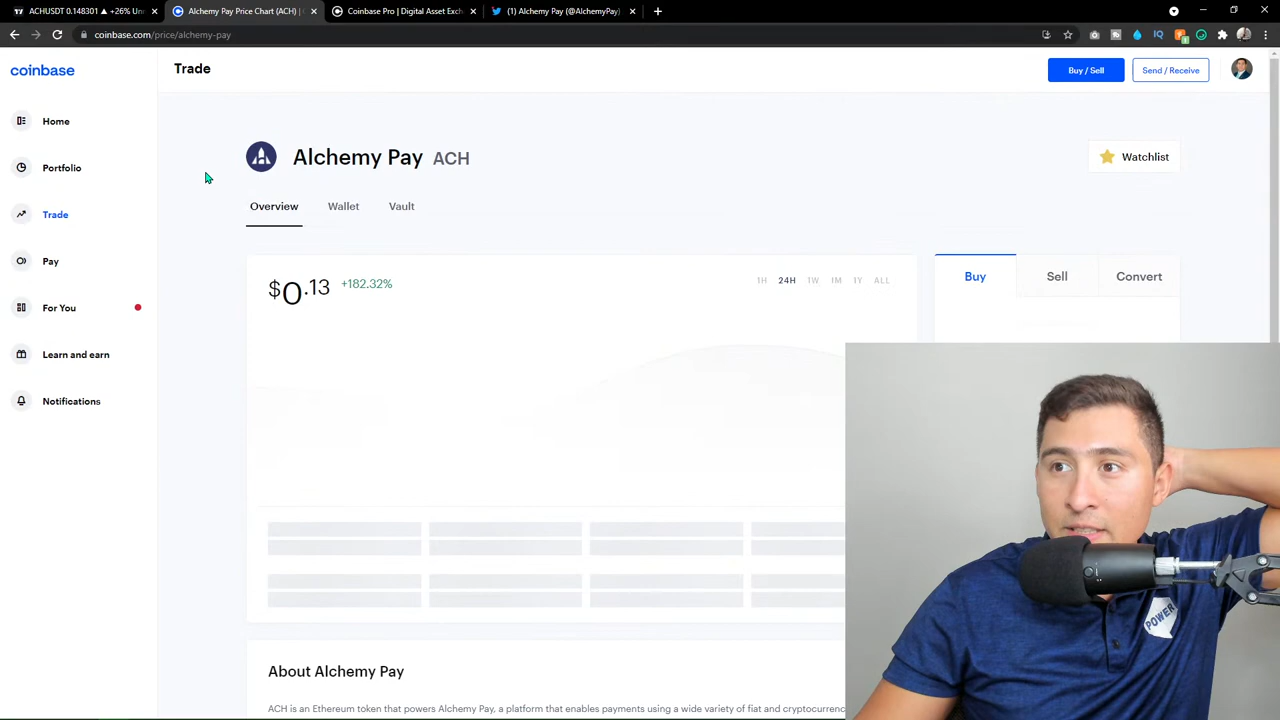 ACHUSDT 0.148301 ▲ +26% Un
Alchemy Pay Price Chart (ACH) |
Coinbase Pro | Digital Asset Exch
(1) Alchemy Pay (@AlchemyPay)
coinbase.com/price/alchemy-pay
coinbase
Trade
Buy / Sell
Send / Receive
Home
Portfolio
Trade
Pay
For You
Learn and earn
Notifications
Alchemy Pay ACH
Watchlist
Overview Wallet Vault
$0.13 +182.32%
1H 24H 1W 1M 1Y ALL
Buy Sell Convert
POWER
About Alchemy Pay
ACH is an Ethereum token that powers Alchemy Pay, a platform that enables payments using a wide variety of fiat and cryptocurrenc